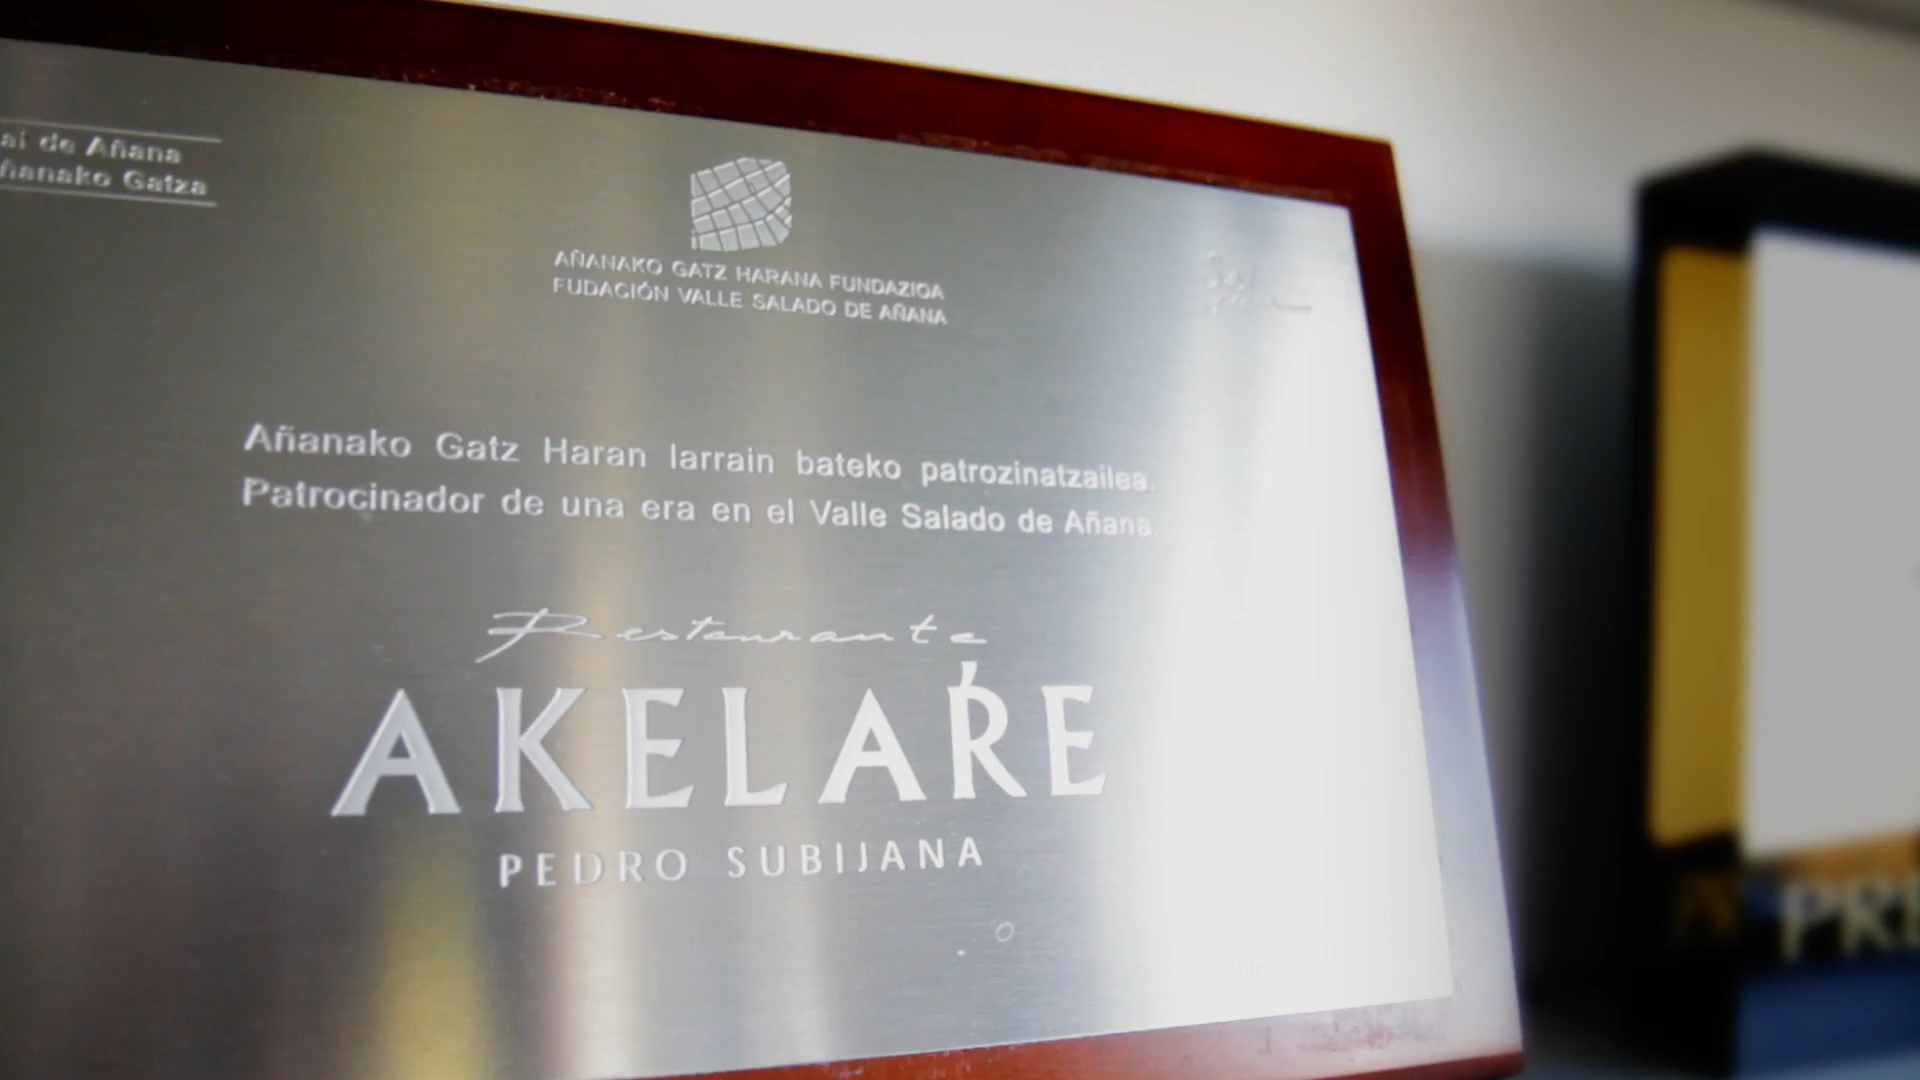 al de Añana
ñanako Gatza
AÑANAKO GATZ HARANA FUNDAZIOA
FUDACIÓN VALLE SALADO DE AÑANA
Añanako Gatz Haran larrain bateko patrozinatzailea.
Patrocinador de una era en el Valle Salado de Añana
Restaurante
AKELAŔE
PEDRO SUBIJANA
PRE